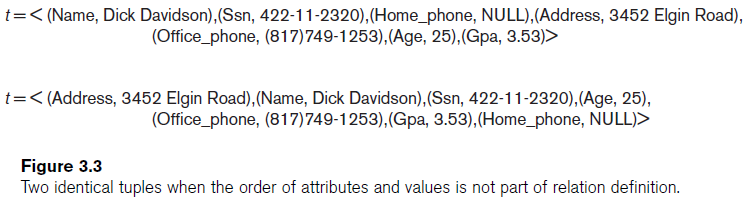 t = < (Name, Dick Davidson),(Ssn, 422-11-2320),(Home_phone, NULL),(Address, 3452 Elgin Road),
(Office_phone, (817)749-1253),(Age, 25),(Gpa, 3.53)>
t = < (Address, 3452 Elgin Road),(Name, Dick Davidson),(Ssn, 422-11-2320),(Age, 25),
(Office_phone, (817)749-1253),(Gpa, 3.53),(Home_phone, NULL)>
Figure 3.3
Two identical tuples when the order of attributes and values is not part of relation definition.